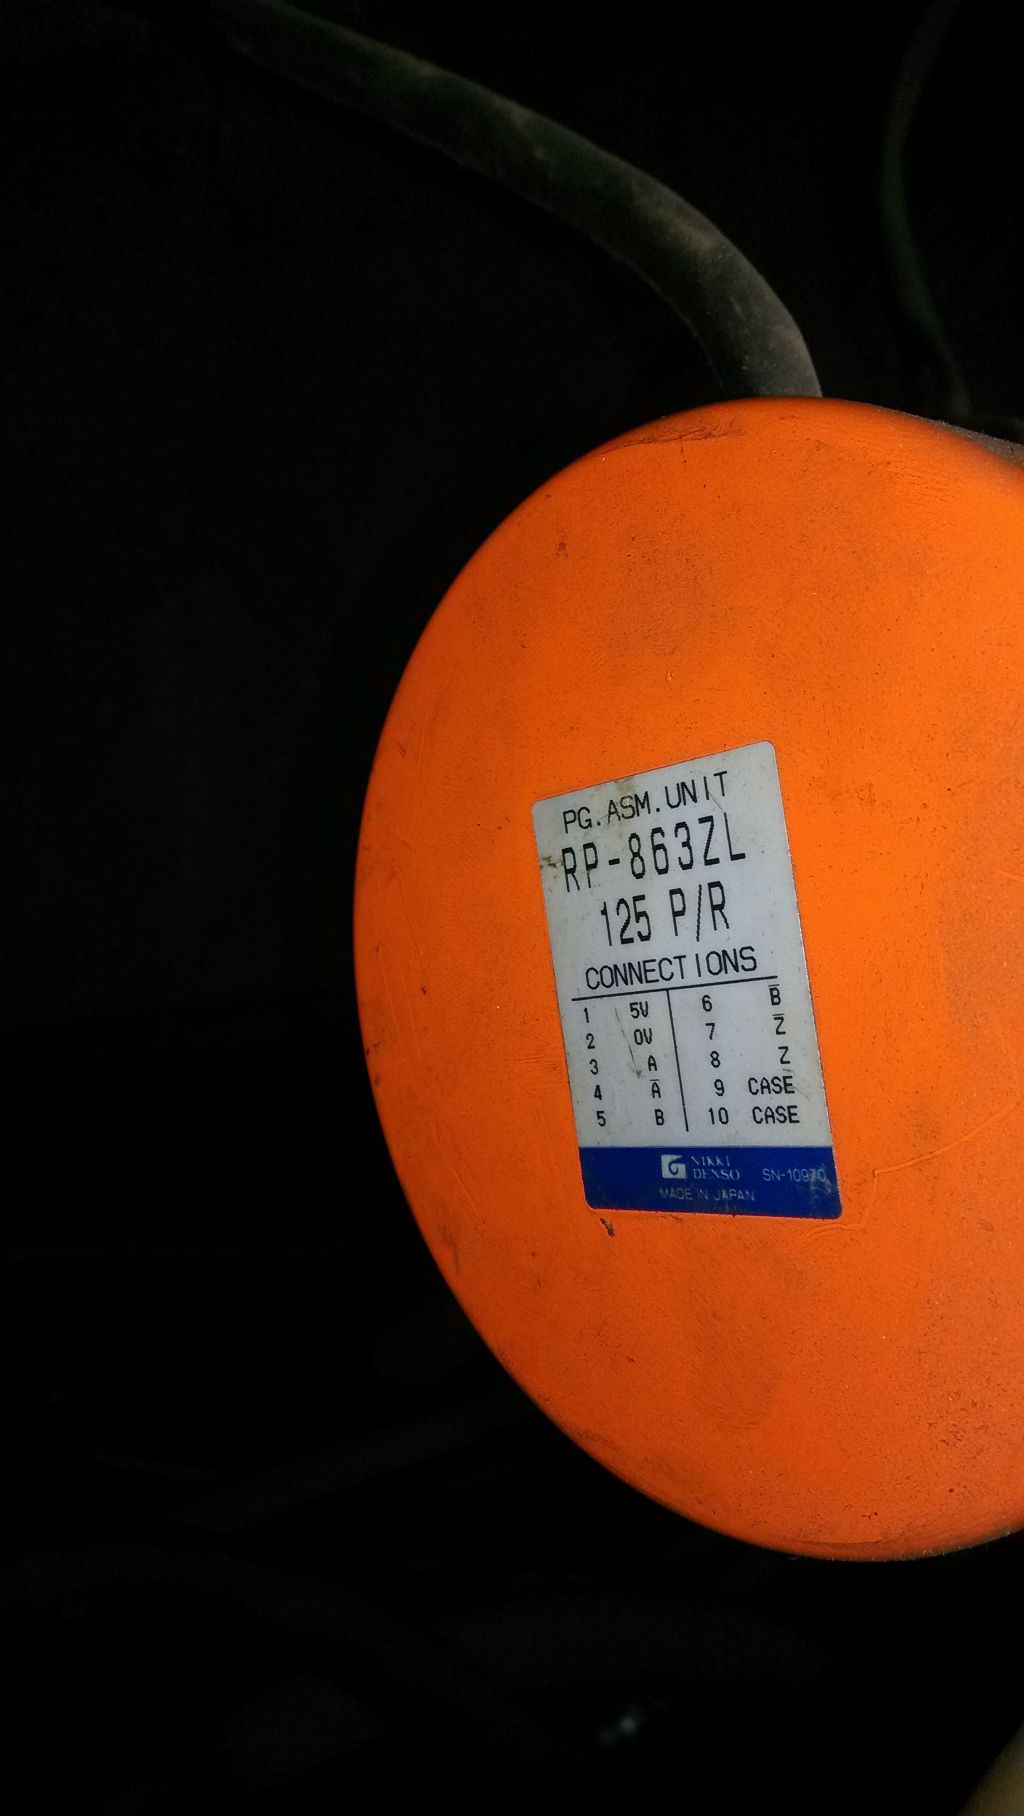 PG.ASM.UNIT
RP-863ZL
125 P/R
CONNECTIONS
1 5V 6 B̅
2 0V 7 Z̅
3 A 8 Z
4 A̅ 9 CASE
5 B 10 CASE
NIKKI
DENSO
MADE IN JAPAN